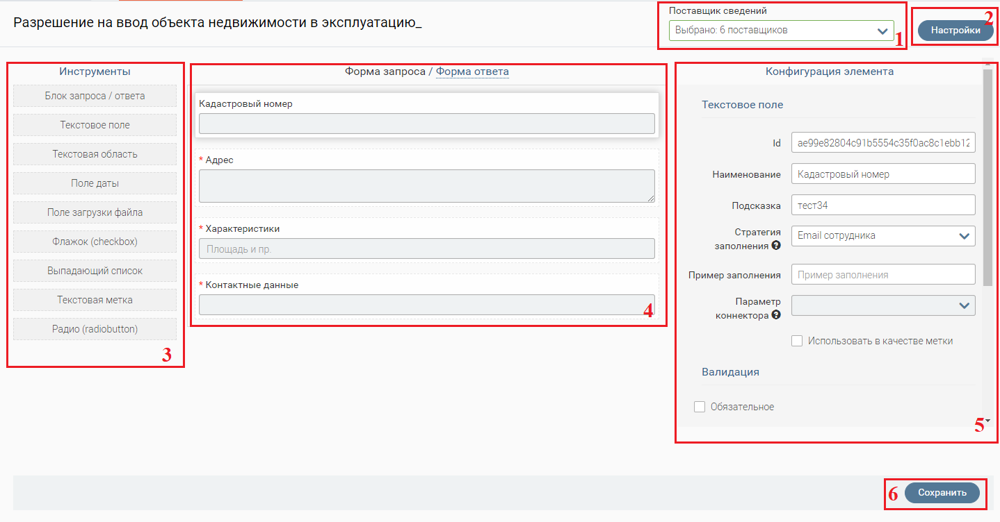 Поставщик сведений
Разрешение на ввод объекта недвижимости в эксплуатацию_
Выбрано: 6 поставщиков
1
Настройки
2
Инструменты
Блок запроса / ответа
Текстовое поле
Текстовая область
Поле даты
Поле загрузки файла
Флажок (checkbox)
Выпадающий список
Текстовая метка
Радио (radiobutton)
3
Форма запроса / Форма ответа
Кадастровый номер
* Адрес
* Характеристики
Площадь и пр.
* Контактные данные
4
Конфигурация элемента
Текстовое поле
Id ae99e82804c91b5554c35f0ac8c1ebb12
Наименование Кадастровый номер
Подсказка тест34
Стратегия
заполнения ? Email сотрудника
Пример заполнения Пример заполнения
Параметр
коннектора ?
Использовать в качестве метки
Валидация
Обязательное
5
6 Сохранить